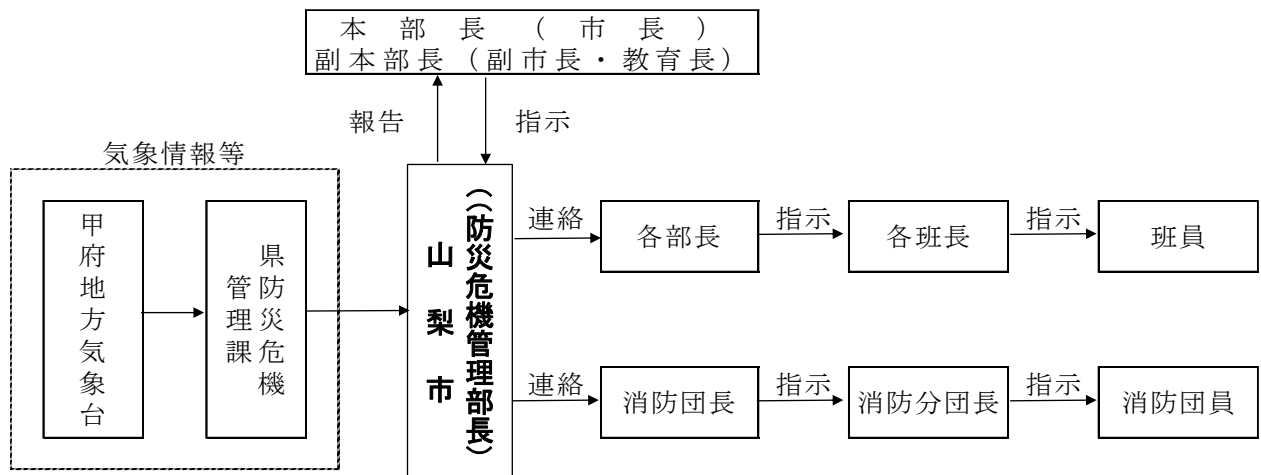 本部長(市長)
副本部長(副市長・教育長)
報告
指示
気象情報等
甲府地方気象台
県防災危機
管理課
((防災危機管理部長)
山梨市
連絡
各部長
指示
各班長
指示
班員
連絡
消防団長
指示
消防分団長
指示
消防団員